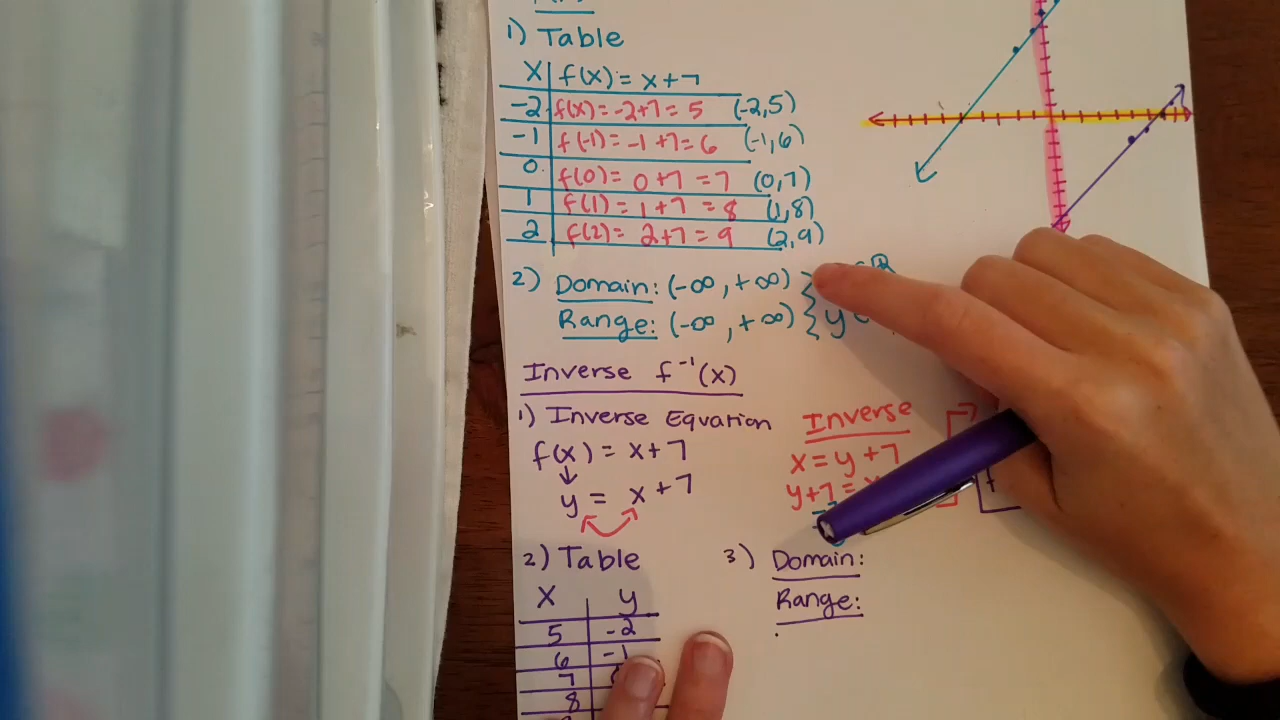 1) Table
X f(x) = x+7
-2 f(x) = -2+7 = 5 (-2,5)
-1 f(-1) = -1+7 = 6 (-1,6)
0 f(0) = 0+7 = 7 (0,7)
1 f(1) = 1+7 = 8 (1,8)
2 f(2) = 2+7 = 9 (2,9)
2) Domain: (-∞, +∞)
Range: (-∞, +∞) y
Inverse f⁻¹(x)
1) Inverse Equation
f(x) = x+7
↓
y = x+7
Inverse
x = y+7
y+7 =
2) Table
X y
5 -2
6 -1
7
8
3) Domain:
Range: